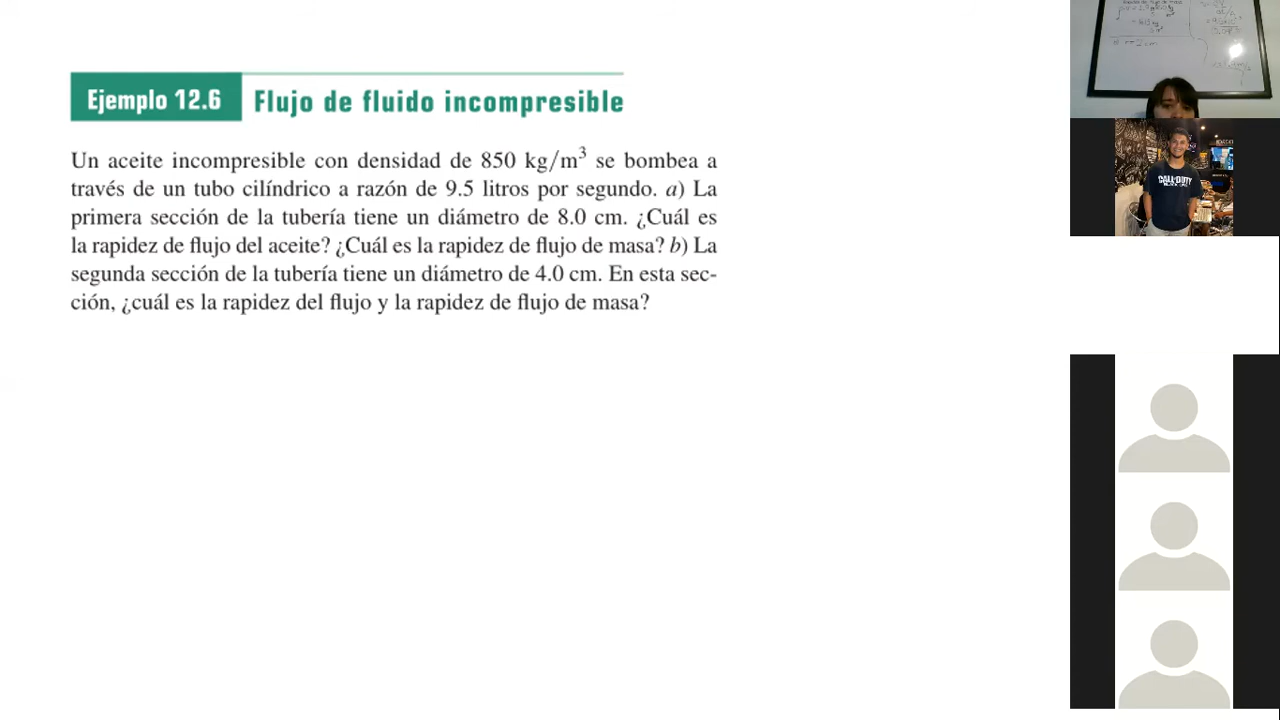 Ejemplo 12.6 Flujo de fluido incompresible
Un aceite incompresible con densidad de 850 kg/m³ se bombea a
través de un tubo cilíndrico a razón de 9.5 litros por segundo. a) La
primera sección de la tubería tiene un diámetro de 8.0 cm. ¿Cuál es
la rapidez de flujo del aceite? ¿Cuál es la rapidez de flujo de masa? b) La
segunda sección de la tubería tiene un diámetro de 4.0 cm. En esta sec-
ción, ¿cuál es la rapidez del flujo y la rapidez de flujo de masa?
CALL OF DUTY